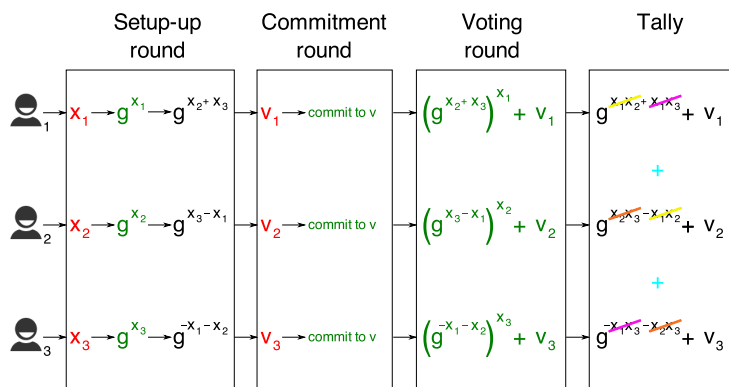 Setup-up round
Commitment round
Voting round
Tally
1 x₁ g^x₁ g^x₂+x₃ v₁ commit to v (g^x₂+x₃)^x₁ + v₁ g^x₁x₂+x₁x₃ + v₁
+
2 x₂ g^x₂ g^x₃−x₁ v₂ commit to v (g^x₃−x₁)^x₂ + v₂ g^x₂x₃−x₁x₂ + v₂
+
3 x₃ g^x₃ g^−x₁−x₂ v₃ commit to v (g^−x₁−x₂)^x₃ + v₃ g^−x₁x₃−x₂x₃ + v₃